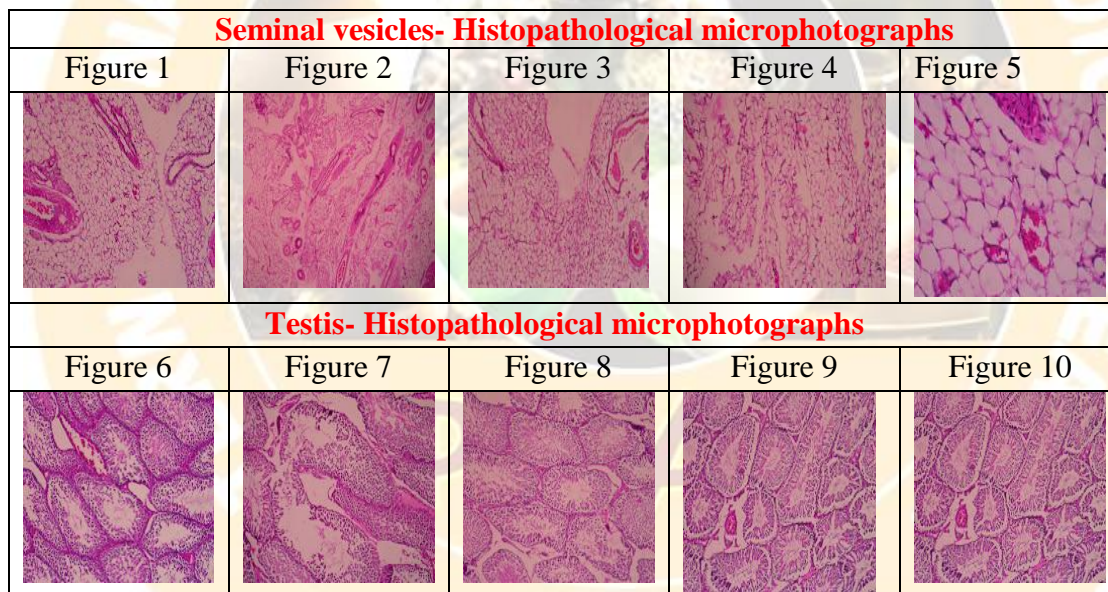 Seminal vesicles- Histopathological microphotographs
Figure 1 Figure 2 Figure 3 Figure 4 Figure 5
Testis- Histopathological microphotographs
Figure 6 Figure 7 Figure 8 Figure 9 Figure 10